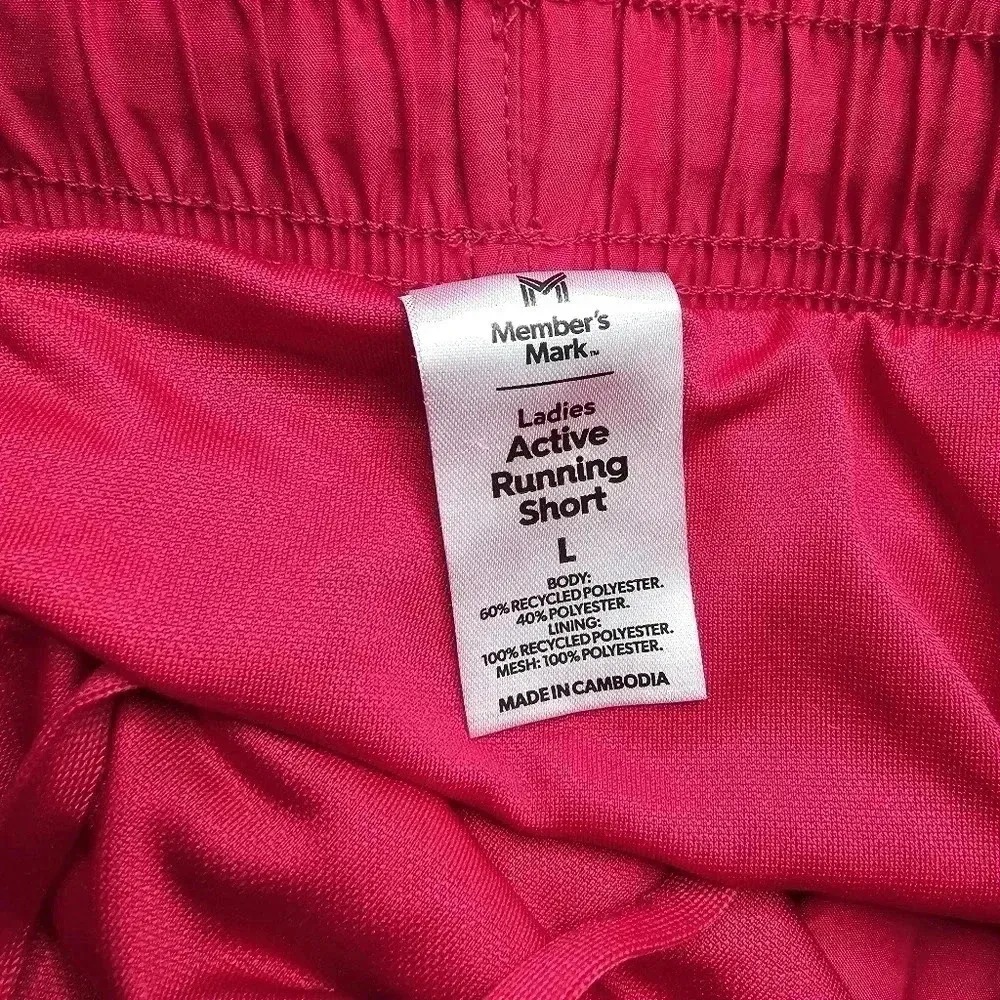 M
Member's
Mark™
Ladies
Active
Running
Short
L
BODY:
60% RECYCLED POLYESTER.
40% POLYESTER.
LINING:
100% RECYCLED POLYESTER.
MESH: 100% POLYESTER.
MADE IN CAMBODIA